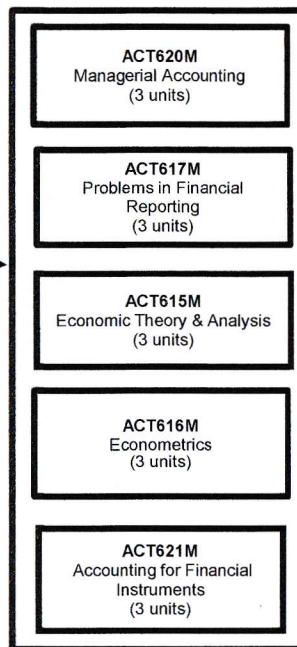 ACT620M
Managerial Accounting
(3 units)
ACT617M
Problems in Financial
Reporting
(3 units)
ACT615M
Economic Theory & Analysis
(3 units)
ACT616M
Econometrics
(3 units)
ACT621M
Accounting for Financial
Instruments
(3 units)